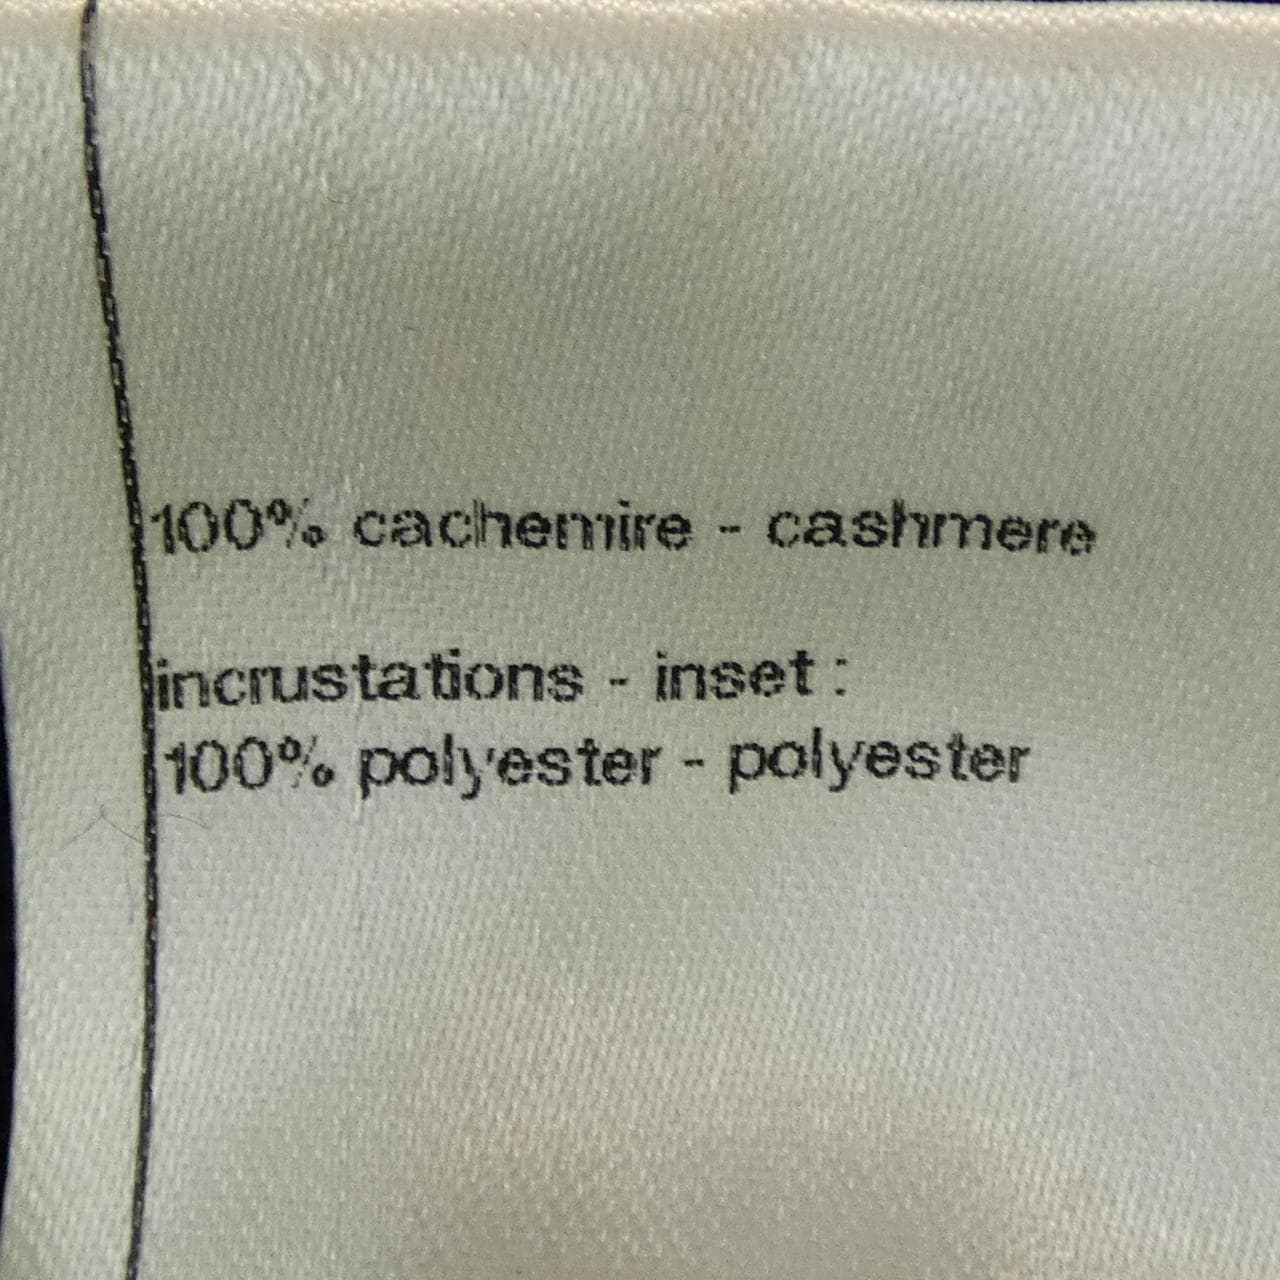 100% cachemire - cashmere
incrustations - inset :
100% polyester - polyester